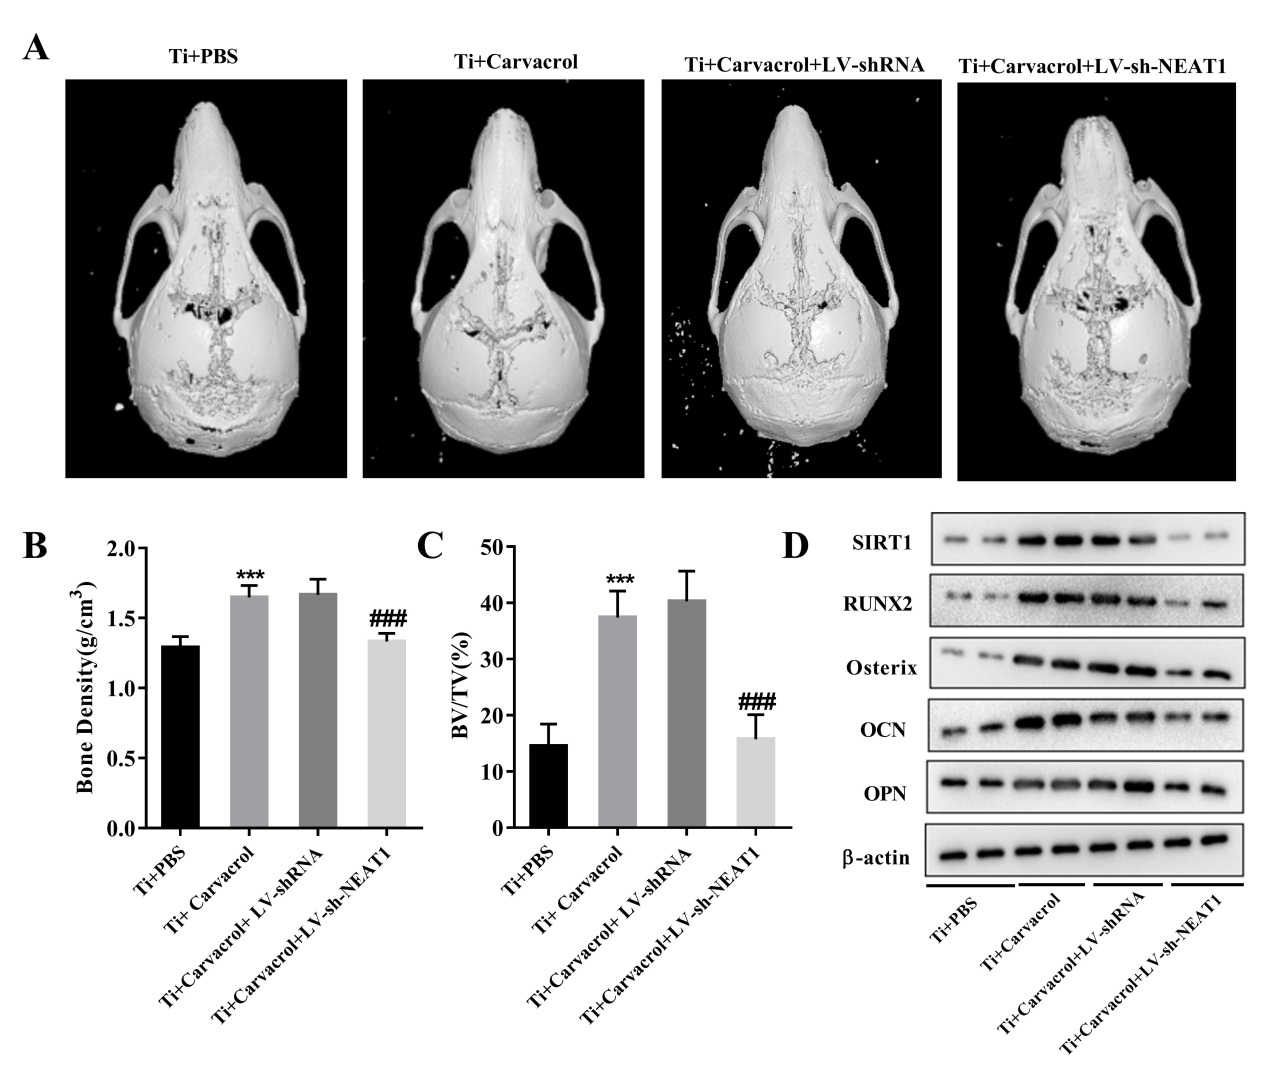 A
Ti+PBS
Ti+Carvacrol
Ti+Carvacrol+LV-shRNA
Ti+Carvacrol+LV-sh-NEAT1
B
Bone Density(g/cm³)
2.0
1.5
1.0
0.5
0.0
***
###
Ti+PBS
Ti+ Carvacrol
Ti+Carvacrol+ LV-shRNA
Ti+Carvacrol+LV-sh-NEAT1
C
BV/TV(%)
50
40
30
20
10
0
***
###
Ti+PBS
Ti+ Carvacrol
Ti+Carvacrol+ LV-shRNA
Ti+Carvacrol+LV-sh-NEAT1
D
SIRT1
RUNX2
Osterix
OCN
OPN
β-actin
Ti+PBS
Ti+Carvacrol
Ti+Carvacrol+LV-shRNA
Ti+Carvacrol+LV-sh-NEAT1